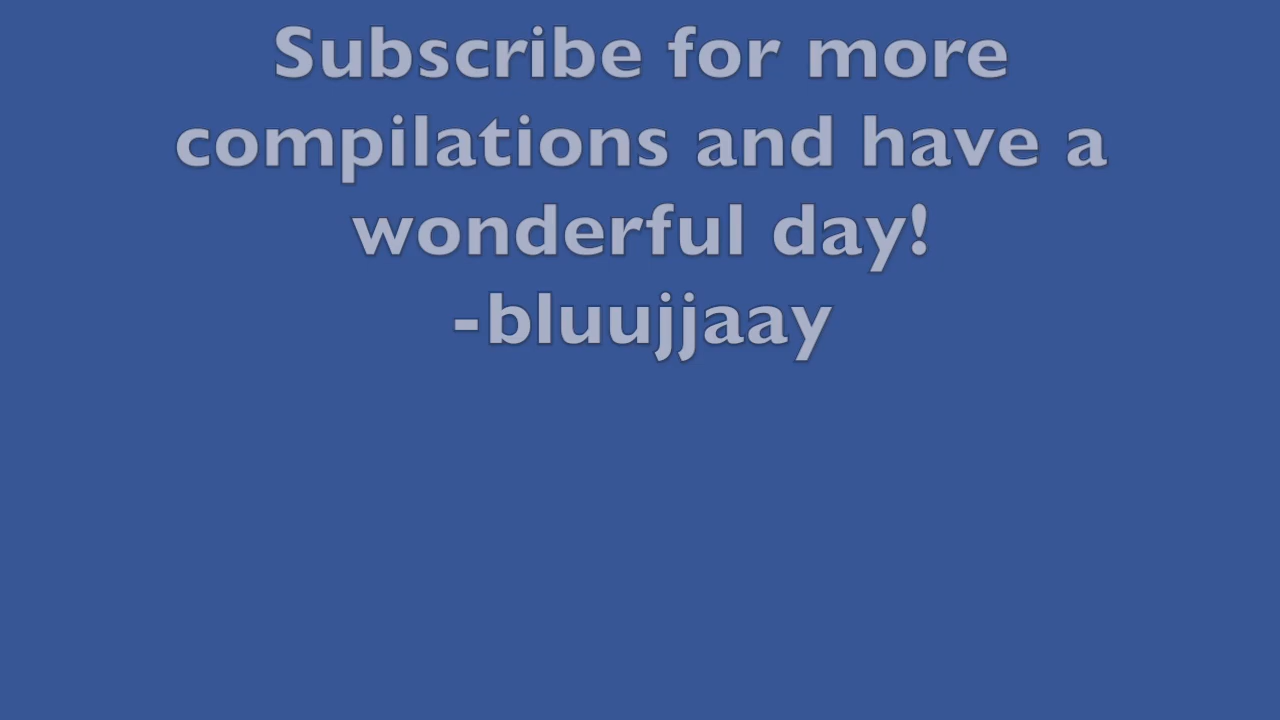 Subscribe for more
compilations and have a
wonderful day!
-bluujjaay